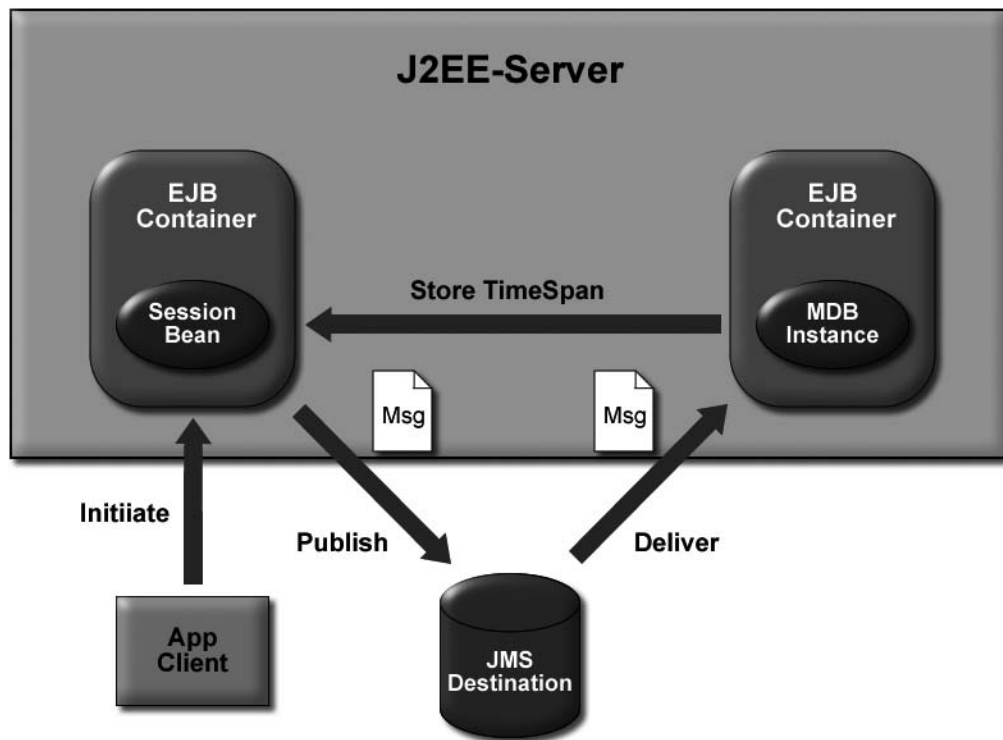 J2EE-Server
EJB
Container
EJB
Container
Session
Bean
Store TimeSpan
MDB
Instance
Msg
Msg
Initiiate
Publish
Deliver
App
Client
JMS
Destination